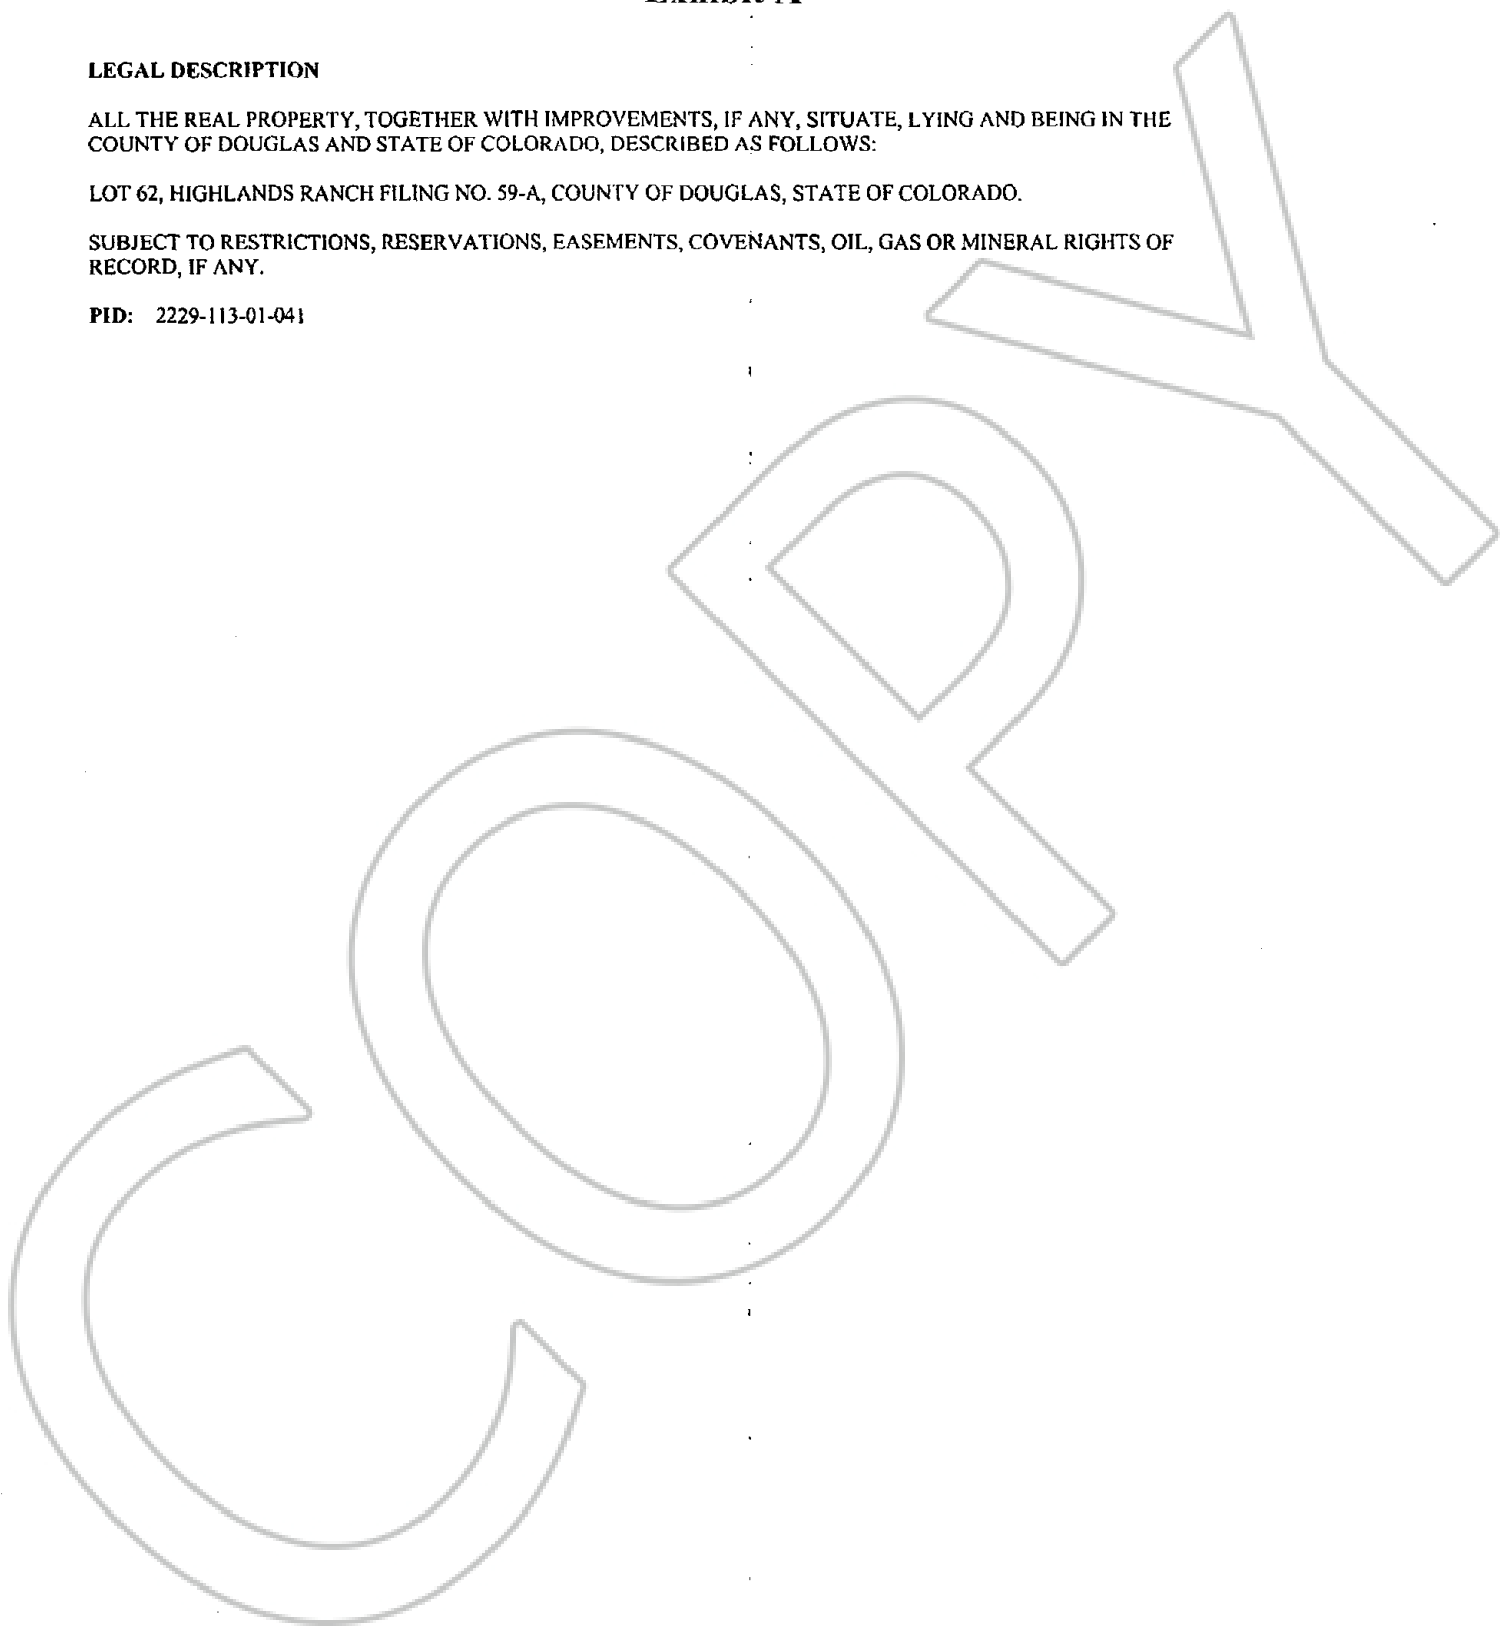 Exhibit A
LEGAL DESCRIPTION
ALL THE REAL PROPERTY, TOGETHER WITH IMPROVEMENTS, IF ANY, SITUATE, LYING AND BEING IN THE
COUNTY OF DOUGLAS AND STATE OF COLORADO, DESCRIBED AS FOLLOWS:
LOT 62, HIGHLANDS RANCH FILING NO. 59-A, COUNTY OF DOUGLAS, STATE OF COLORADO.
SUBJECT TO RESTRICTIONS, RESERVATIONS, EASEMENTS, COVENANTS, OIL, GAS OR MINERAL RIGHTS OF
RECORD, IF ANY.
PID: 2229-113-01-041
COPY